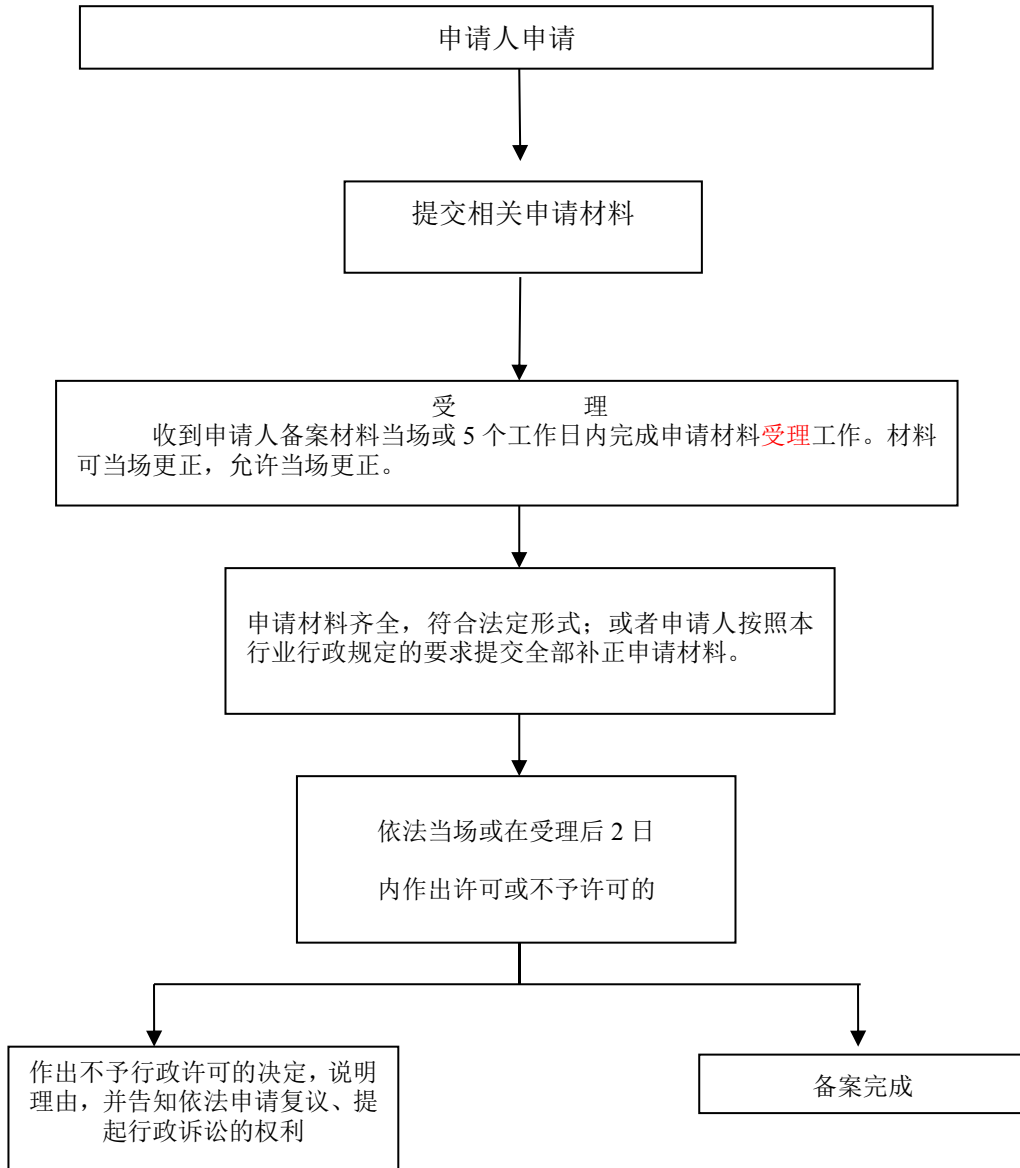 申请人申请
提交相关申请材料
受 理
收到申请人备案材料当场或 5 个工作日内完成申请材料受理工作。材料
可当场更正，允许当场更正。
申请材料齐全，符合法定形式；或者申请人按照本
行业行政规定的要求提交全部补正申请材料。
依法当场或在受理后 2 日
内作出许可或不予许可的
作出不予行政许可的决定，说明
理由，并告知依法申请复议、提
起行政诉讼的权利
备案完成